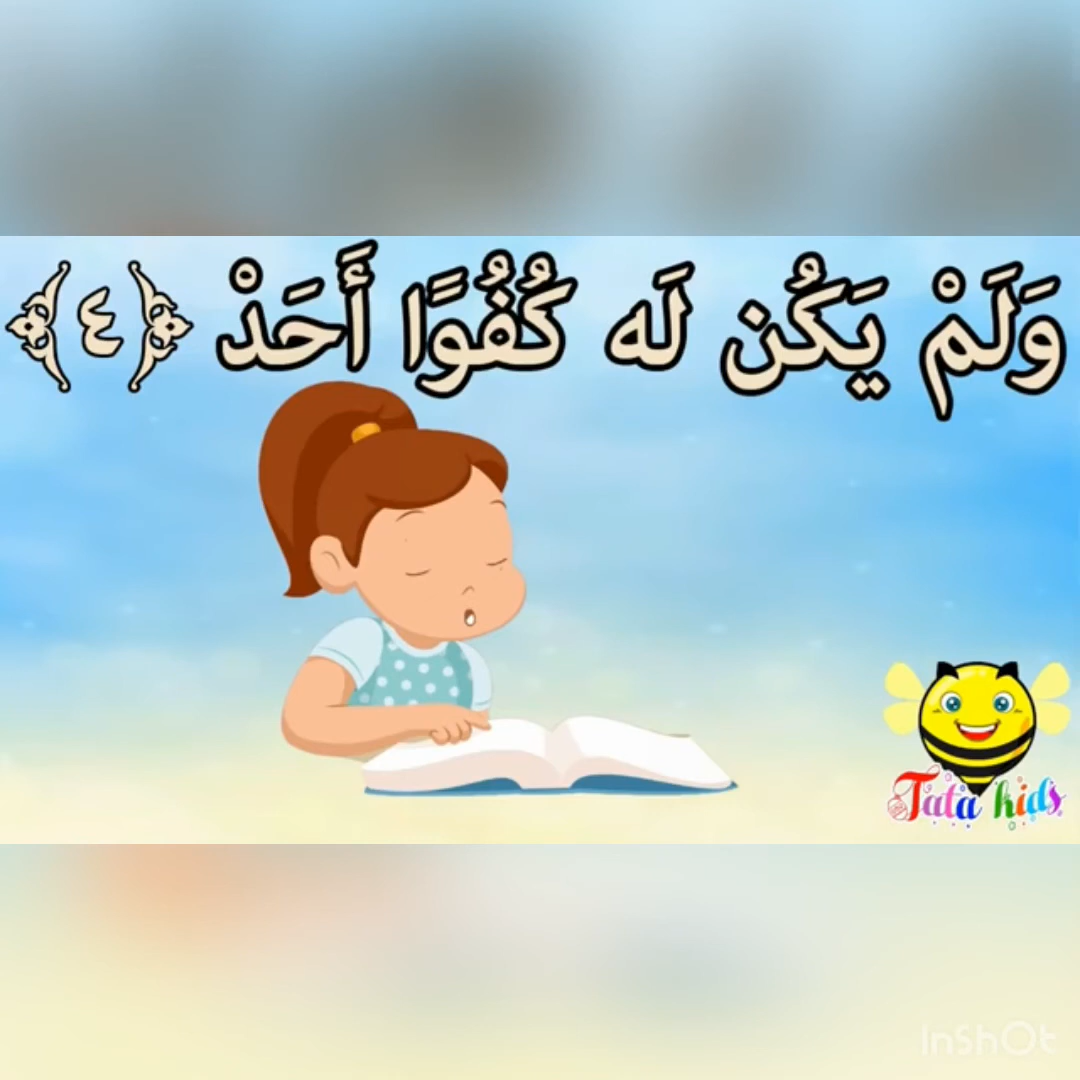 وَلَمْ يَكُن لَه كُفُوًا أَحَدْ ﴿٤﴾
Tata kids
InShOt